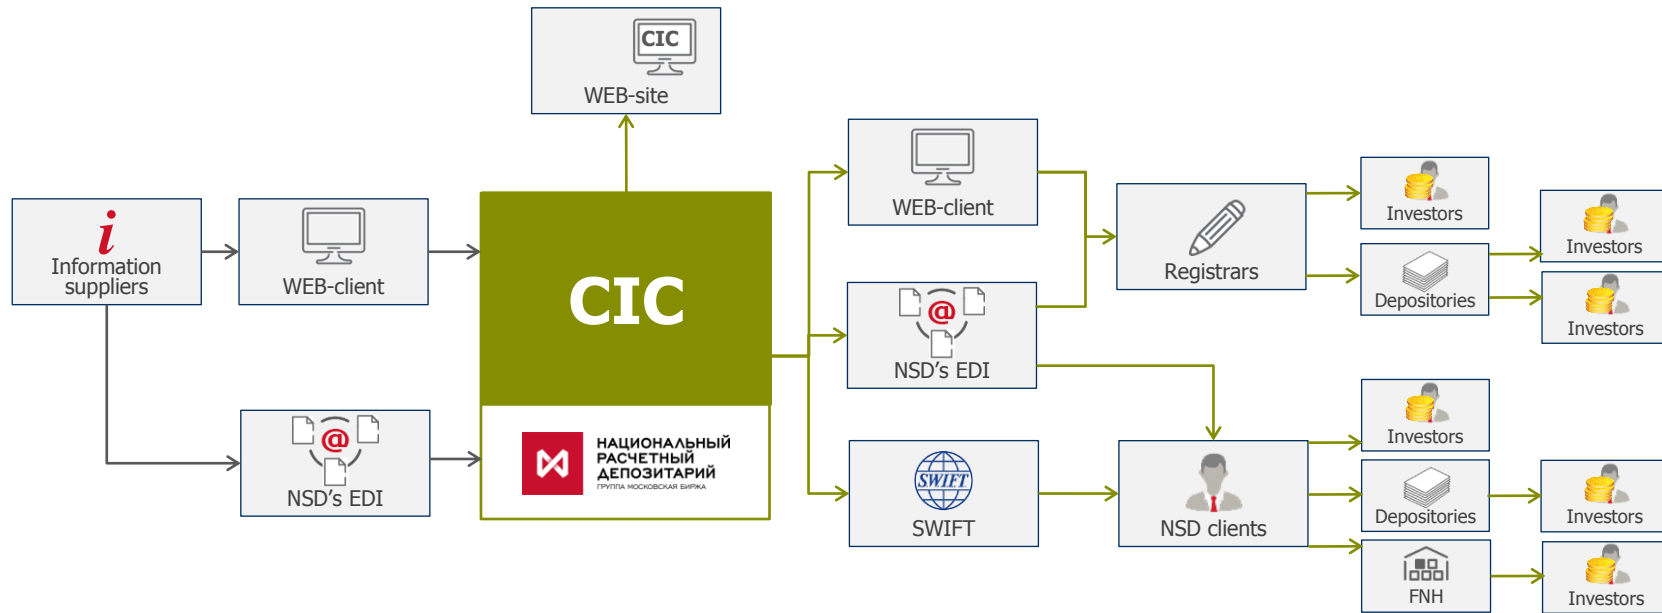 CIC
WEB-site
i
Information
suppliers
WEB-client
@
NSD's EDI
CIC
НАЦИОНАЛЬНЫЙ
РАСЧЕТНЫЙ
ДЕПОЗИТАРИЙ
ГРУППА МОСКОВСКАЯ БИРЖА
WEB-client
@
NSD's EDI
SWIFT
SWIFT
Registrars
NSD clients
Investors
Depositories
Investors
Investors
Investors
Depositories
Investors
FNH
Investors